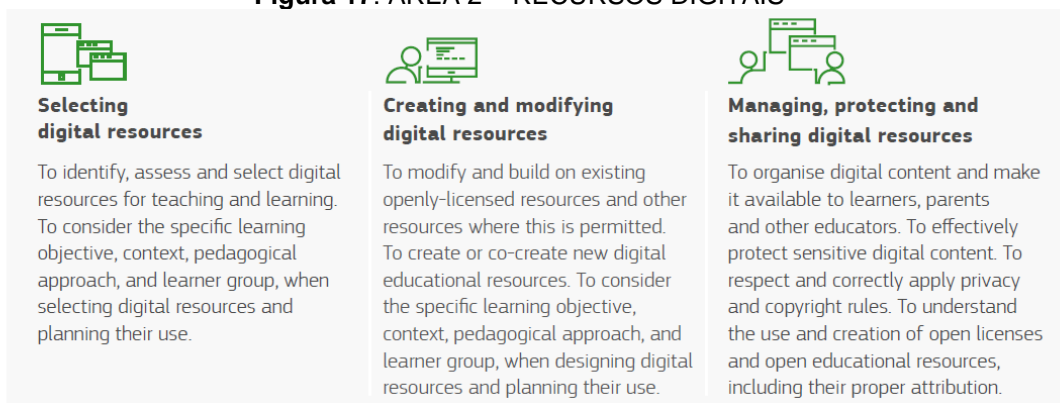 Figura 17: ÁREA 2 – RECURSOS DIGITAIS
Selecting
digital resources
To identify, assess and select digital
resources for teaching and learning.
To consider the specific learning
objective, context, pedagogical
approach, and learner group, when
selecting digital resources and
planning their use.
Creating and modifying
digital resources
To modify and build on existing
openly-licensed resources and other
resources where this is permitted.
To create or co-create new digital
educational resources. To consider
the specific learning objective,
context, pedagogical approach, and
learner group, when designing digital
resources and planning their use.
Managing, protecting and
sharing digital resources
To organise digital content and make
it available to learners, parents
and other educators. To effectively
protect sensitive digital content. To
respect and correctly apply privacy
and copyright rules. To understand
the use and creation of open licenses
and open educational resources,
including their proper attribution.